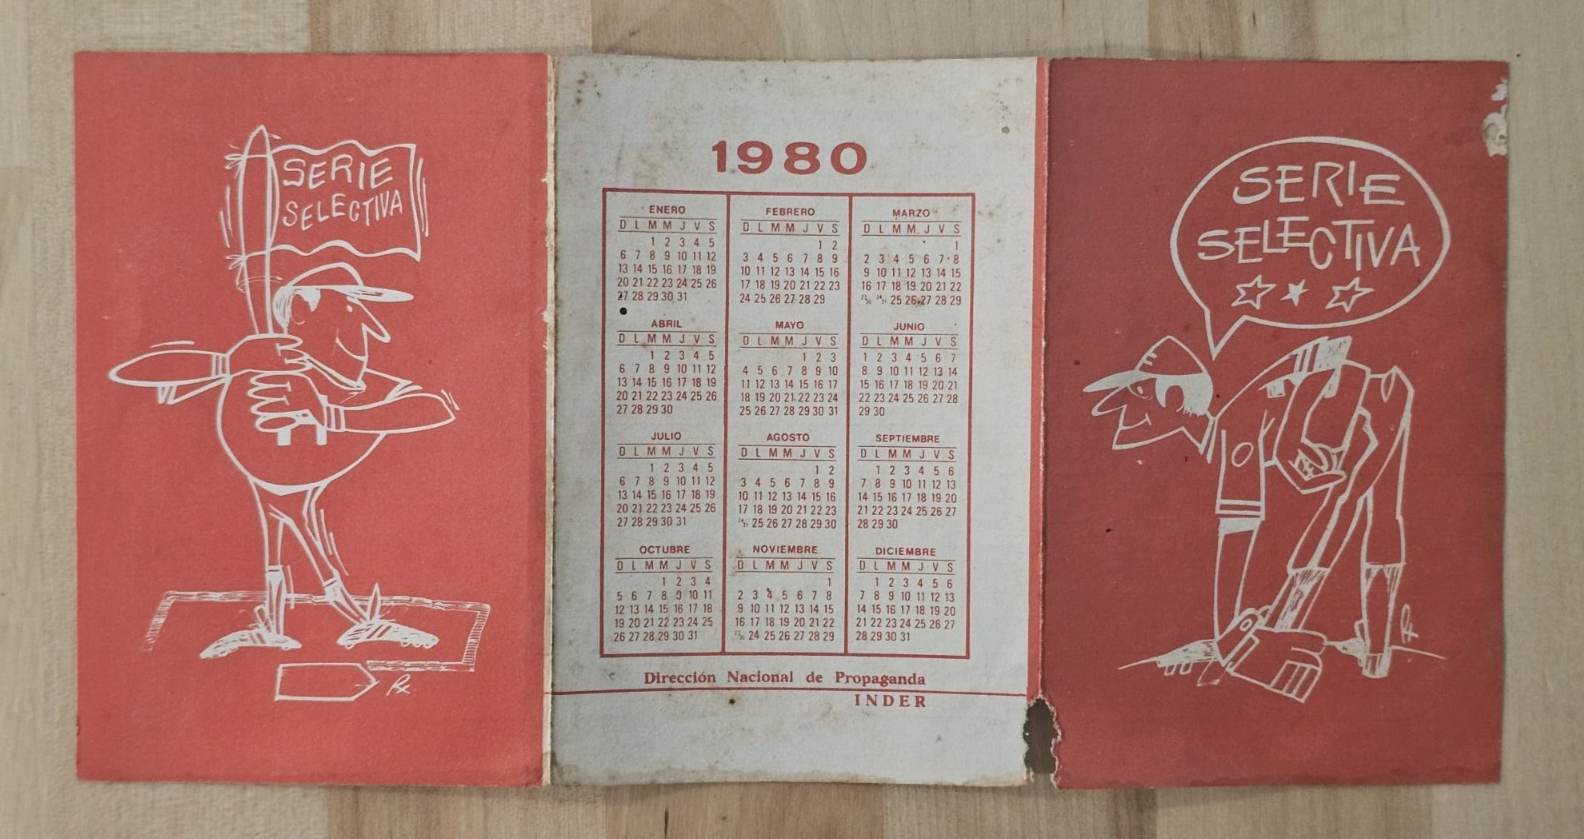 SERIE
SELECTIVA
1980
ENERO
D L M M J V S
1 2 3 4 5
6 7 8 9 10 11 12
13 14 15 16 17 18 19
20 21 22 23 24 25 26
27 28 29 30 31
FEBRERO
D L M M J V S
1 2
3 4 5 6 7 8 9
10 11 12 13 14 15 16
17 18 19 20 21 22 23
24 25 26 27 28 29
MARZO
D L M M J V S
1
2 3 4 5 6 7 8
9 10 11 12 13 14 15
16 17 18 19 20 21 22
23/30 24/31 25 26 27 28 29
ABRIL
D L M M J V S
1 2 3 4 5
6 7 8 9 10 11 12
13 14 15 16 17 18 19
20 21 22 23 24 25 26
27 28 29 30
MAYO
D L M M J V S
1 2 3
4 5 6 7 8 9 10
11 12 13 14 15 16 17
18 19 20 21 22 23 24
25 26 27 28 29 30 31
JUNIO
D L M M J V S
1 2 3 4 5 6 7
8 9 10 11 12 13 14
15 16 17 18 19 20 21
22 23 24 25 26 27 28
29 30
JULIO
D L M M J V S
1 2 3 4 5
6 7 8 9 10 11 12
13 14 15 16 17 18 19
20 21 22 23 24 25 26
27 28 29 30 31
AGOSTO
D L M M J V S
1 2
3 4 5 6 7 8 9
10 11 12 13 14 15 16
17 18 19 20 21 22 23
24/31 25 26 27 28 29 30
SEPTIEMBRE
D L M M J V S
1 2 3 4 5 6
7 8 9 10 11 12 13
14 15 16 17 18 19 20
21 22 23 24 25 26 27
28 29 30
OCTUBRE
D L M M J V S
1 2 3 4
5 6 7 8 9 10 11
12 13 14 15 16 17 18
19 20 21 22 23 24 25
26 27 28 29 30 31
NOVIEMBRE
D L M M J V S
1
2 3 4 5 6 7 8
9 10 11 12 13 14 15
16 17 18 19 20 21 22
23/30 24 25 26 27 28 29
DICIEMBRE
D L M M J V S
1 2 3 4 5 6
7 8 9 10 11 12 13
14 15 16 17 18 19 20
21 22 23 24 25 26 27
28 29 30 31
Dirección Nacional de Propaganda
INDER
SERIE
SELECTIVA